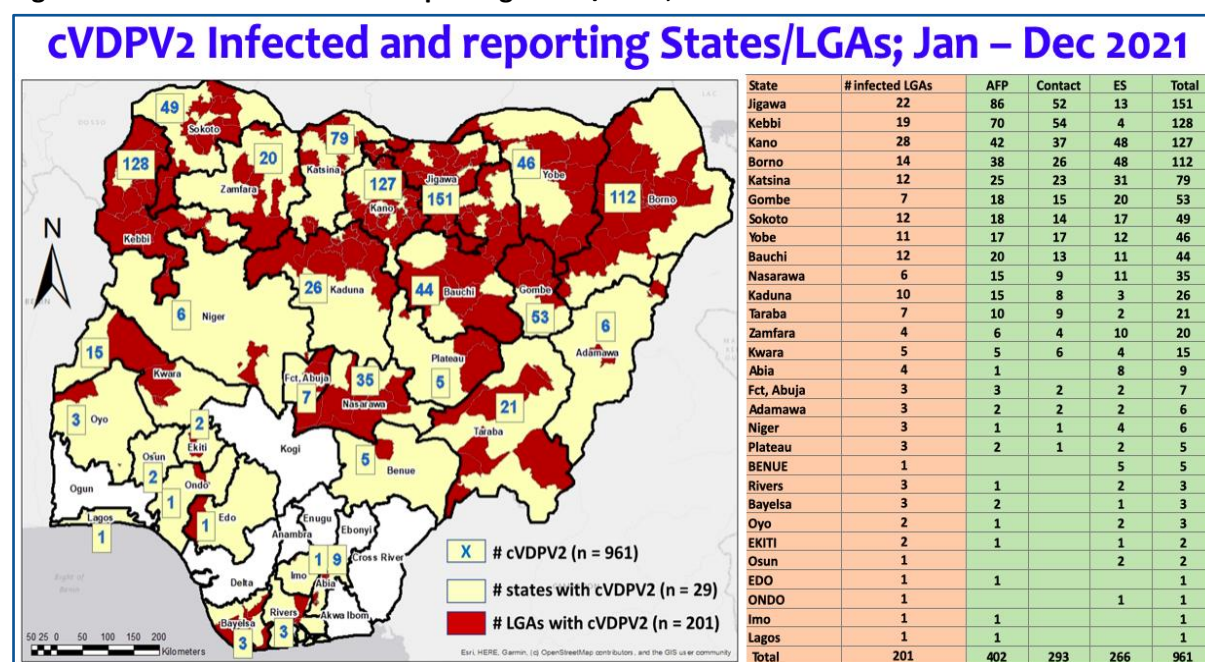 cVDPV2 Infected and reporting States/LGAs; Jan – Dec 2021
49
Sokoto
128
Kebbi
20
Zamfara
79
Katsina
127
Kano
Jigawa
151
46
Yobe
112
Borno
N
6
Niger
26
Kaduna
44
Bauchi
Gombe
53
6
Adamawa
15
Kwara
Fct, Abuja
7
35
Nasarawa
Plateau
5
21
Taraba
3
Oyo
2
Ekiti
Osun
2
Kogi
5
Benue
Ogun
Ondo
1
1
Edo
Lagos
1
Enugu
Anambra
Ebonyi
Cross River
Delta
1
9
Imo
Abia
Bayelsa
3
Rivers
3
Akwa Ibom
X # cVDPV2 (n = 961)
# states with cVDPV2 (n = 29)
# LGAs with cVDPV2 (n = 201)
50 25 0 50 100 150 200
Kilometers
Esri, HERE, Garmin, (c) OpenStreetMap contributors, and the GIS user community
State # infected LGAs AFP Contact ES Total
Jigawa 22 86 52 13 151
Kebbi 19 70 54 4 128
Kano 28 42 37 48 127
Borno 14 38 26 48 112
Katsina 12 25 23 31 79
Gombe 7 18 15 20 53
Sokoto 12 18 14 17 49
Yobe 11 17 17 12 46
Bauchi 12 20 13 11 44
Nasarawa 6 15 9 11 35
Kaduna 10 15 8 3 26
Taraba 7 10 9 2 21
Zamfara 4 6 4 10 20
Kwara 5 5 6 4 15
Abia 4 1 8 9
Fct, Abuja 3 3 2 2 7
Adamawa 3 2 2 2 6
Niger 3 1 1 4 6
Plateau 3 2 1 2 5
BENUE 1 5 5
Rivers 3 1 2 3
Bayelsa 3 2 1 3
Oyo 2 1 2 3
EKITI 2 1 1 2
Osun 1 2 2
EDO 1 1 1
ONDO 1 1 1
Imo 1 1 1
Lagos 1 1 1
Total 201 402 293 266 961